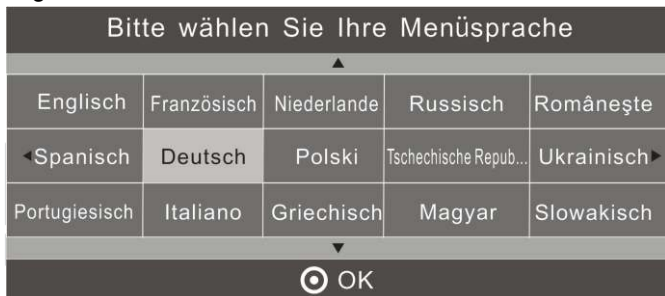 Bitte wählen Sie Ihre Menüsprache
▲
Englisch Französisch Niederlande Russisch Româneşte
◀Spanisch Deutsch Polski Tschechische Repub... Ukrainisch▶
Portugiesisch Italiano Griechisch Magyar Slowakisch
▼
OK